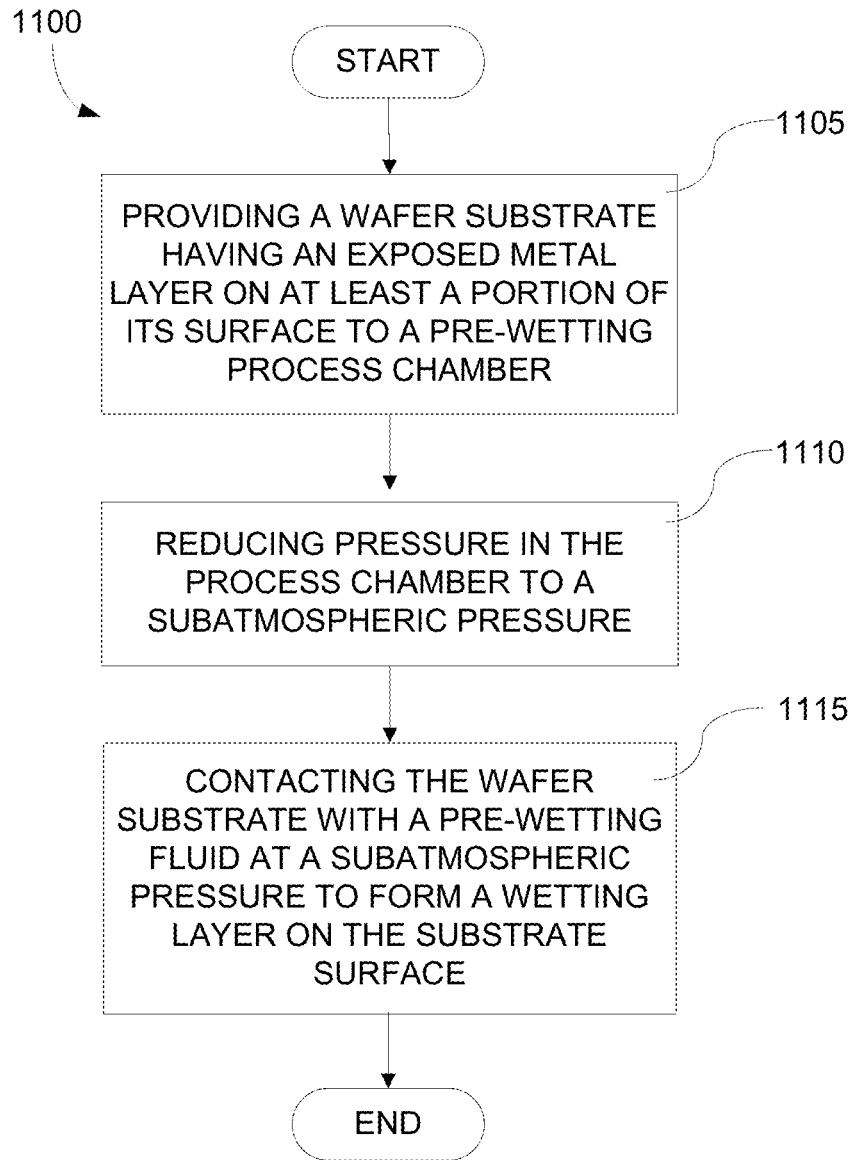 1100
START
1105
PROVIDING A WAFER SUBSTRATE
HAVING AN EXPOSED METAL
LAYER ON AT LEAST A PORTION OF
ITS SURFACE TO A PRE-WETTING
PROCESS CHAMBER
1110
REDUCING PRESSURE IN THE
PROCESS CHAMBER TO A
SUBATMOSPHERIC PRESSURE
1115
CONTACTING THE WAFER
SUBSTRATE WITH A PRE-WETTING
FLUID AT A SUBATMOSPHERIC
PRESSURE TO FORM A WETTING
LAYER ON THE SUBSTRATE
SURFACE
END